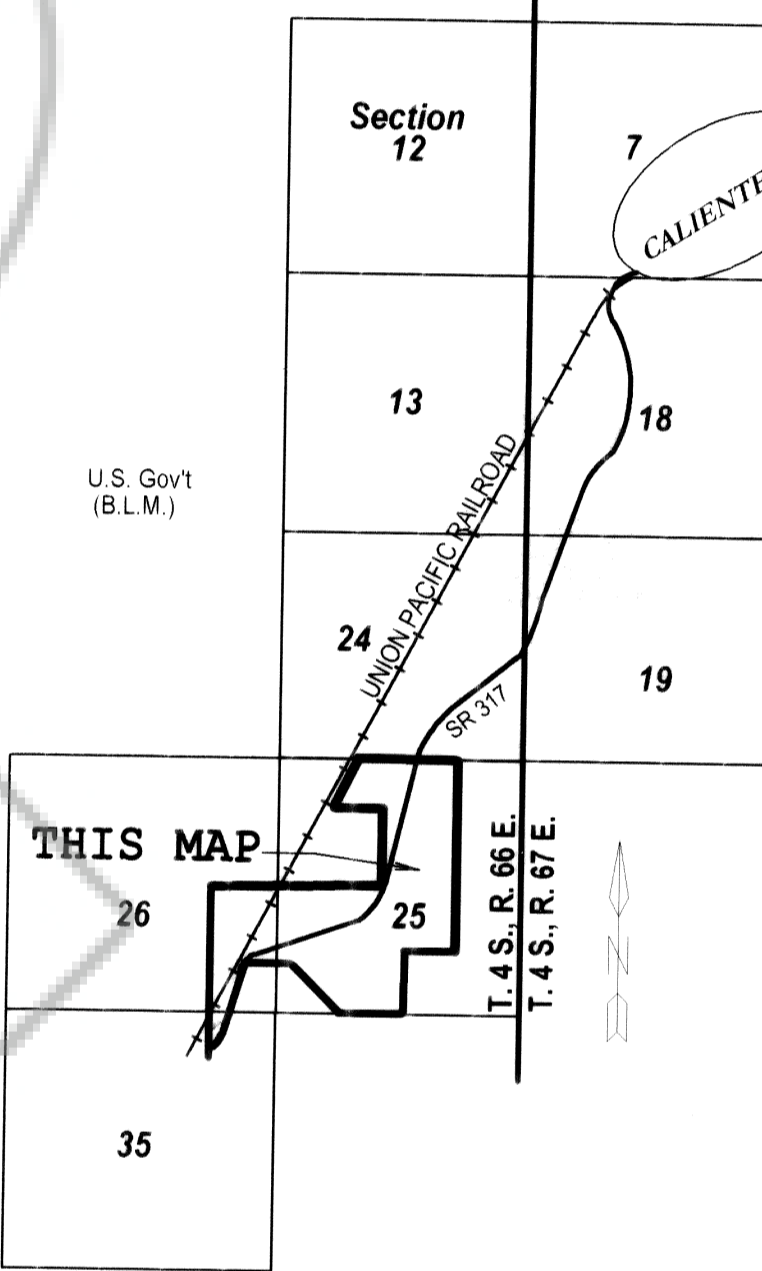 Section
12
7
CALIENTE
13
18
U.S. Gov't
(B.L.M.)
UNION PACIFIC RAILROAD
24
19
SR 317
THIS MAP
26
25
T. 4 S., R. 66 E.
T. 4 S., R. 67 E.
N
35